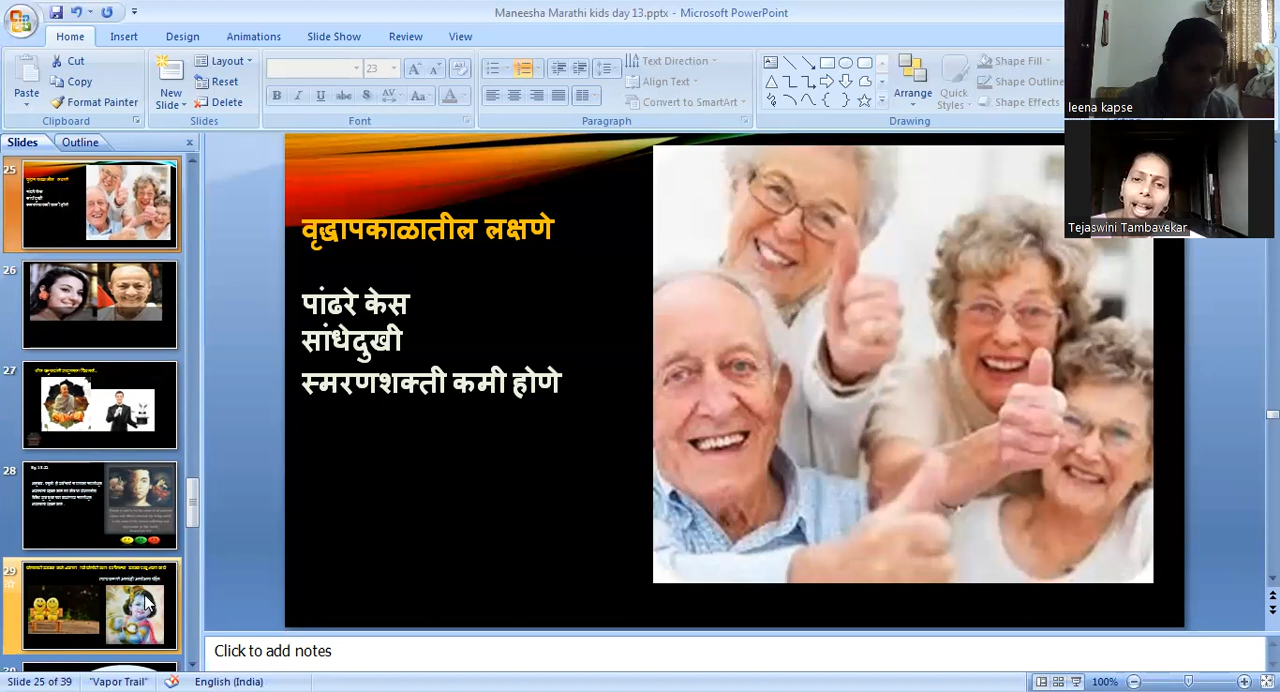 Maneesha Marathi kids day 13.pptx - Microsoft PowerPoint
Home Insert Design Animations Slide Show Review View
Paste
Cut
Copy
Format Painter
Clipboard
New
Slide
Layout
Reset
Delete
Slides
23
B I U abc S AV Aa A
Font
Text Direction
Align Text
Convert to SmartArt
Paragraph
Arrange
Quick
Styles
Shape Fill
Shape Outline
Shape Effects
Drawing
leena kapse
Tejaswini Tambavekar
Slides Outline
25
26
27
28
29
वृद्धापकाळातील लक्षणे
पांढरे केस
सांधेदुखी
स्मरणशक्ती कमी होणे
Click to add notes
Slide 25 of 39 "Vapor Trail" English (India) 100%